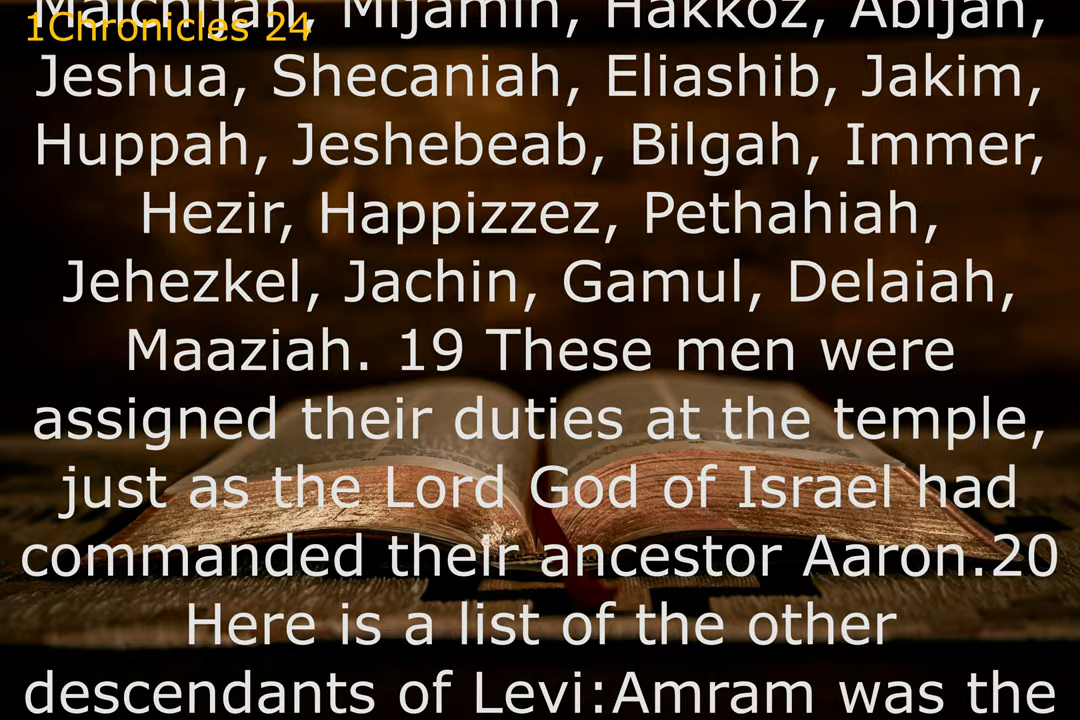 1Chronicles 24
Malchijah, Mijamin, Hakkoz, Abijah,
Jeshua, Shecaniah, Eliashib, Jakim,
Huppah, Jeshebeab, Bilgah, Immer,
Hezir, Happizzez, Pethahiah,
Jehezkel, Jachin, Gamul, Delaiah,
Maaziah. 19 These men were
assigned their duties at the temple,
just as the Lord God of Israel had
commanded their ancestor Aaron.20
Here is a list of the other
descendants of Levi:Amram was the